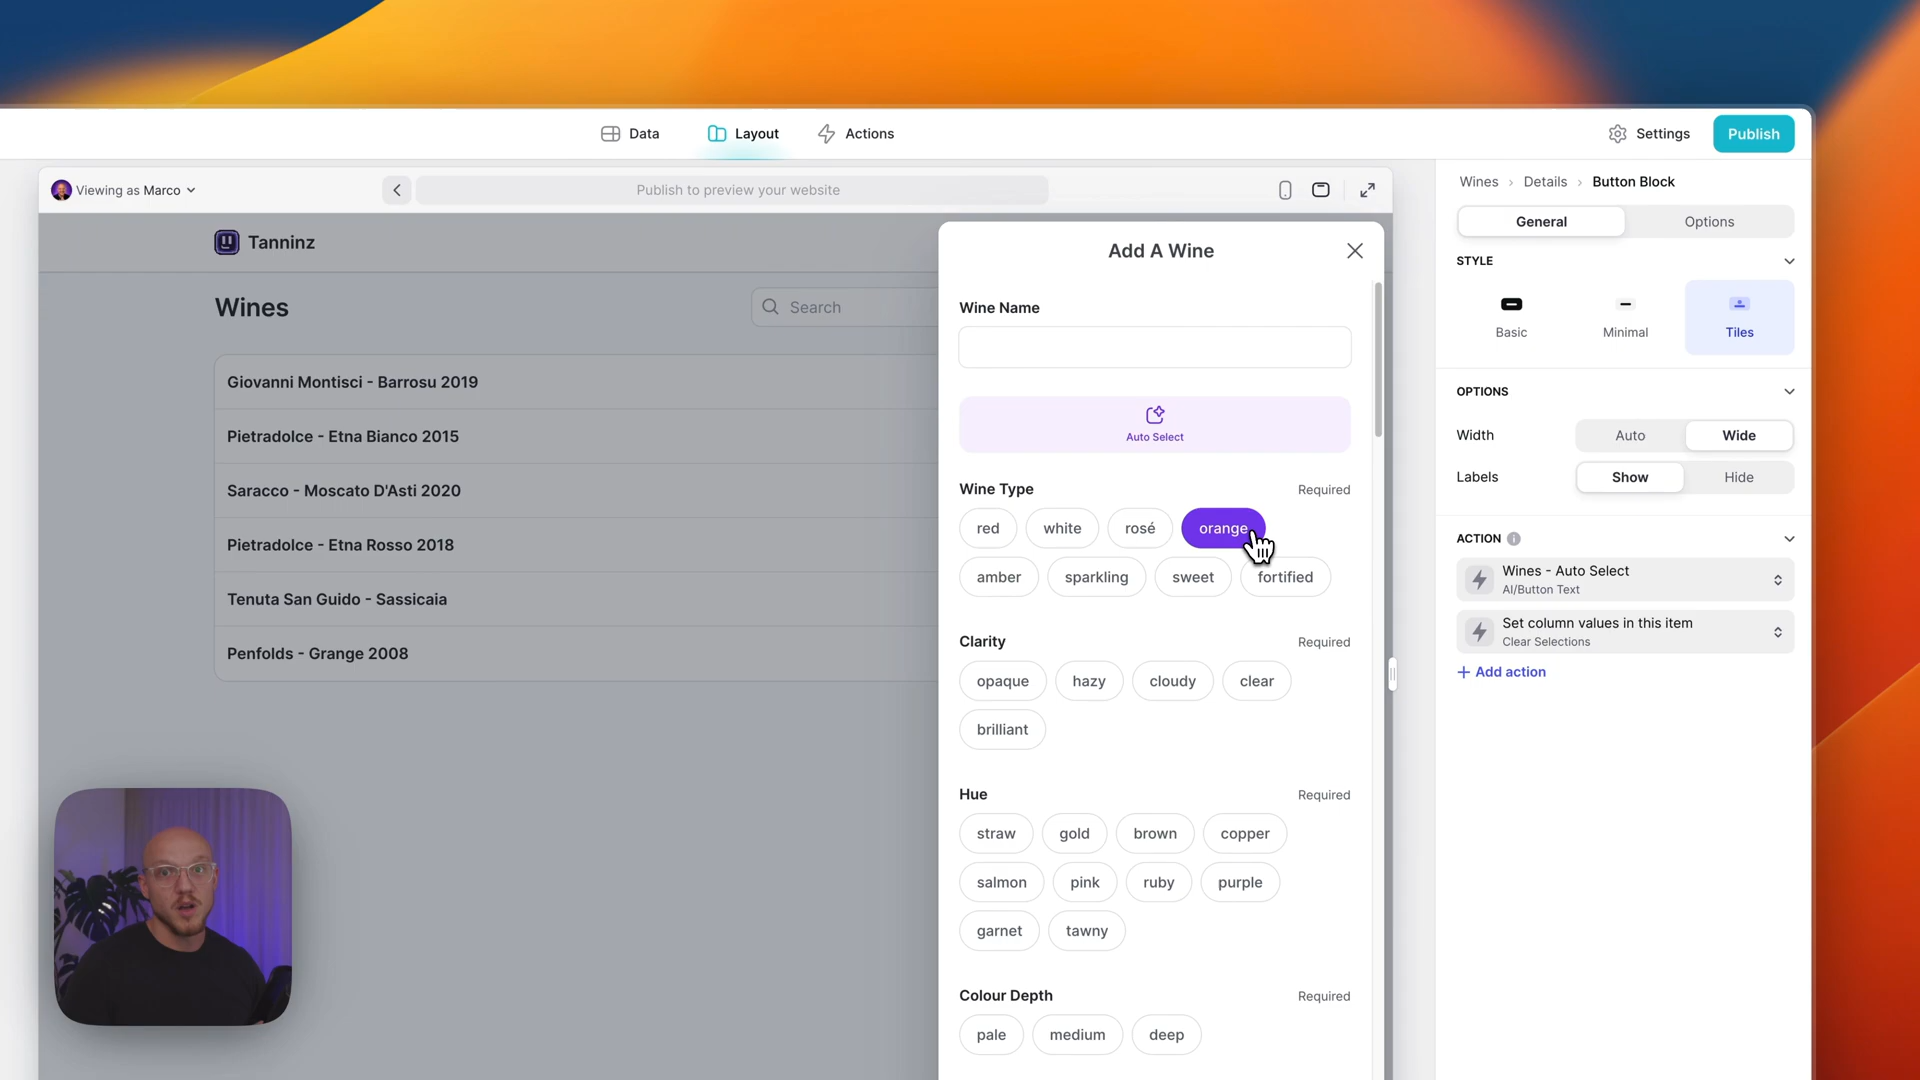 Data
Layout
Actions
Settings
Publish
Viewing as Marco
Publish to preview your website
Wines › Details › Button Block
General
Options
Tanninz
Wines
Search
Giovanni Montisci - Barrosu 2019
Pietradolce - Etna Bianco 2015
Saracco - Moscato D'Asti 2020
Pietradolce - Etna Rosso 2018
Tenuta San Guido - Sassicaia
Penfolds - Grange 2008
Add A Wine
Wine Name
Auto Select
Wine Type Required
red white rosé orange
amber sparkling sweet fortified
Clarity Required
opaque hazy cloudy clear
brilliant
Hue Required
straw gold brown copper
salmon pink ruby purple
garnet tawny
Colour Depth Required
pale medium deep
STYLE
Basic Minimal Tiles
OPTIONS
Width Auto Wide
Labels Show Hide
ACTION
Wines - Auto Select
AI/Button Text
Set column values in this item
Clear Selections
+ Add action